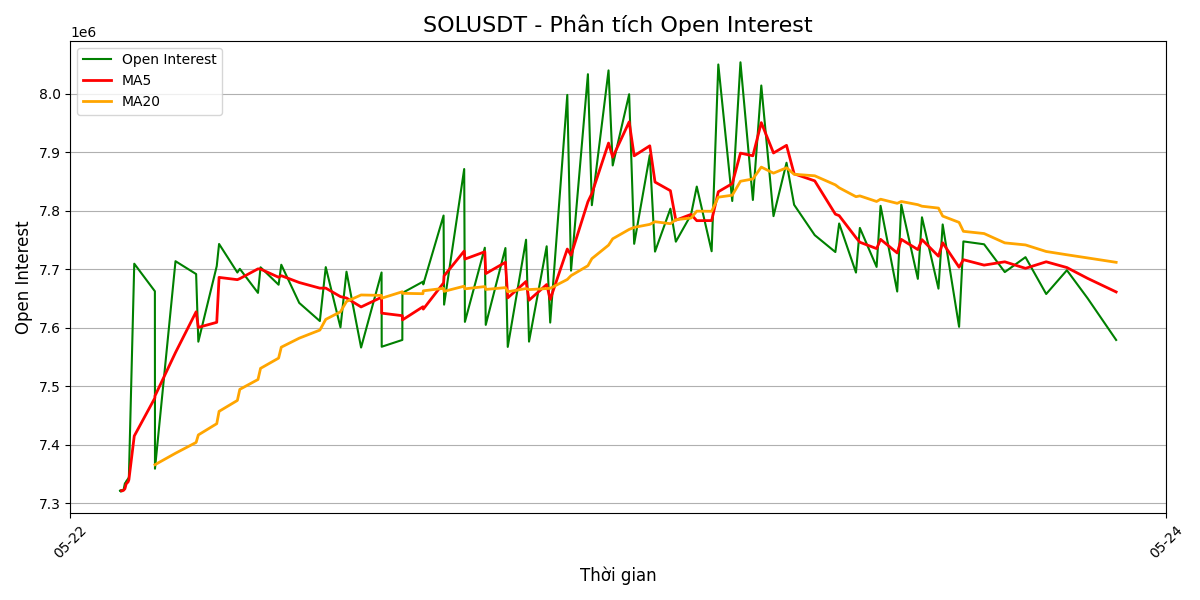 SOLUSDT - Phân tích Open Interest
1e6
Open Interest
MA5
MA20
8.0
7.9
7.8
7.7
7.6
7.5
7.4
7.3
Open Interest
05-22
05-24
Thời gian